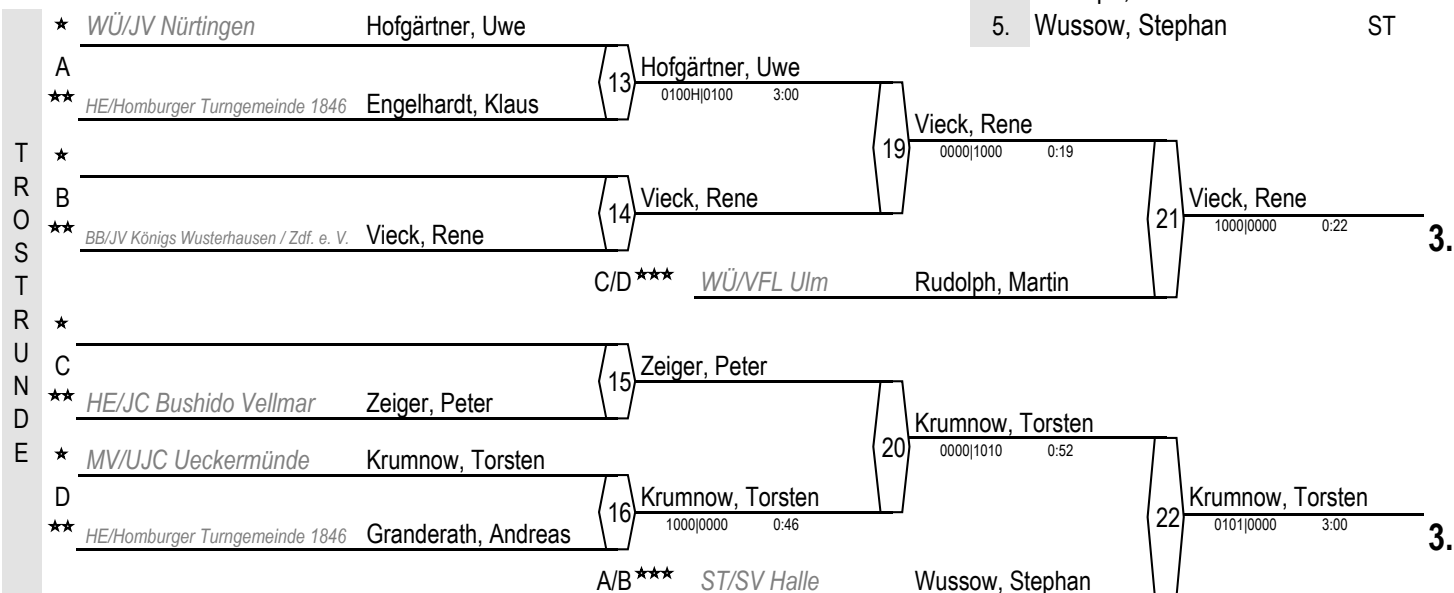 ★ WÜ/JV Nürtingen Hofgärtner, Uwe
5. Wussow, Stephan ST
A
13 Hofgärtner, Uwe
0100H|0100 3:00
★★ HE/Homburger Turngemeinde 1846 Engelhardt, Klaus
19 Vieck, Rene
0000|1000 0:19
TROSTRUNDE
★
B
14 Vieck, Rene
21 Vieck, Rene
1000|0000 0:22
3.
★★ BB/JV Königs Wusterhausen / Zdf. e. V. Vieck, Rene
C/D ★★★ WÜ/VFL Ulm Rudolph, Martin
★
C
15 Zeiger, Peter
★★ HE/JC Bushido Vellmar Zeiger, Peter
20 Krumnow, Torsten
0000|1010 0:52
★ MV/UJC Ueckermünde Krumnow, Torsten
D
16 Krumnow, Torsten
1000|0000 0:46
22 Krumnow, Torsten
0101|0000 3:00
3.
★★ HE/Homburger Turngemeinde 1846 Granderath, Andreas
A/B ★★★ ST/SV Halle Wussow, Stephan